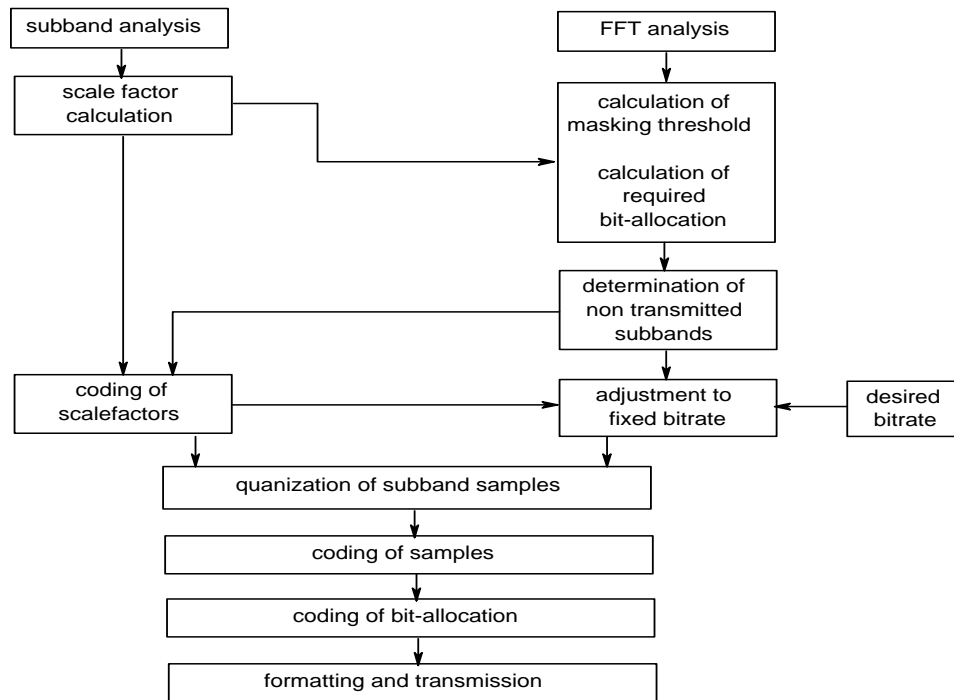 subband analysis
FFT analysis
scale factor
calculation
calculation of
masking threshold
calculation of
required
bit-allocation
determination of
non transmitted
subbands
coding of
scalefactors
adjustment to
fixed bitrate
desired
bitrate
quanization of subband samples
coding of samples
coding of bit-allocation
formatting and transmission